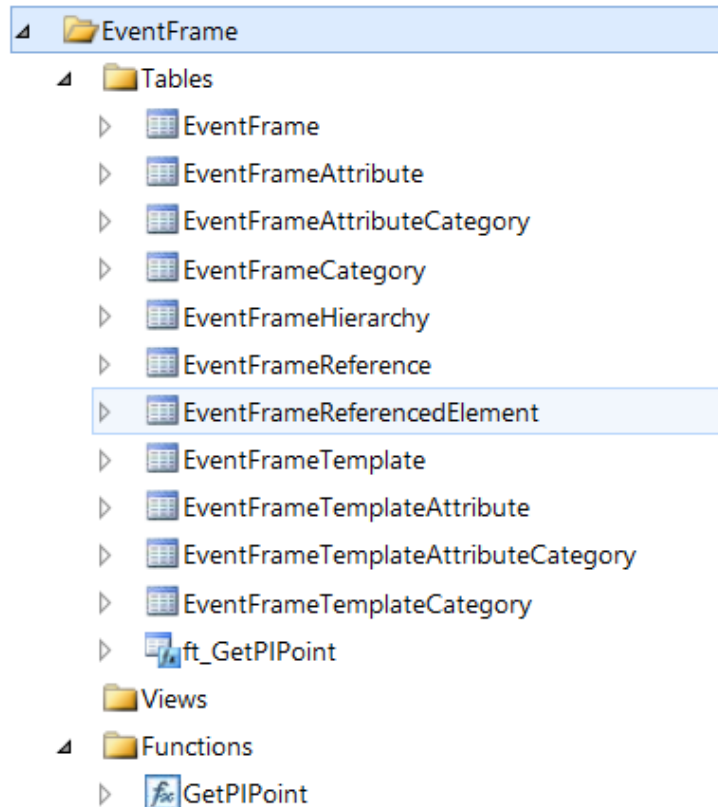 EventFrame
Tables
EventFrame
EventFrameAttribute
EventFrameAttributeCategory
EventFrameCategory
EventFrameHierarchy
EventFrameReference
EventFrameReferencedElement
EventFrameTemplate
EventFrameTemplateAttribute
EventFrameTemplateAttributeCategory
EventFrameTemplateCategory
ft_GetPIPoint
Views
Functions
GetPIPoint